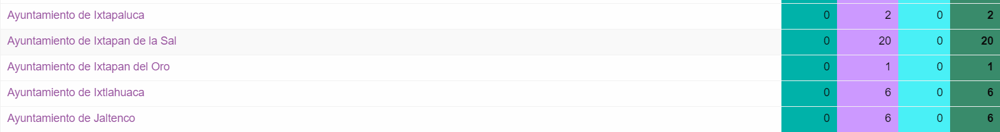 Ayuntamiento de Ixtapaluca 0 2 0 2
Ayuntamiento de Ixtapan de la Sal 0 20 0 20
Ayuntamiento de Ixtapan del Oro 0 1 0 1
Ayuntamiento de Ixtlahuaca 0 6 0 6
Ayuntamiento de Jaltenco 0 6 0 6